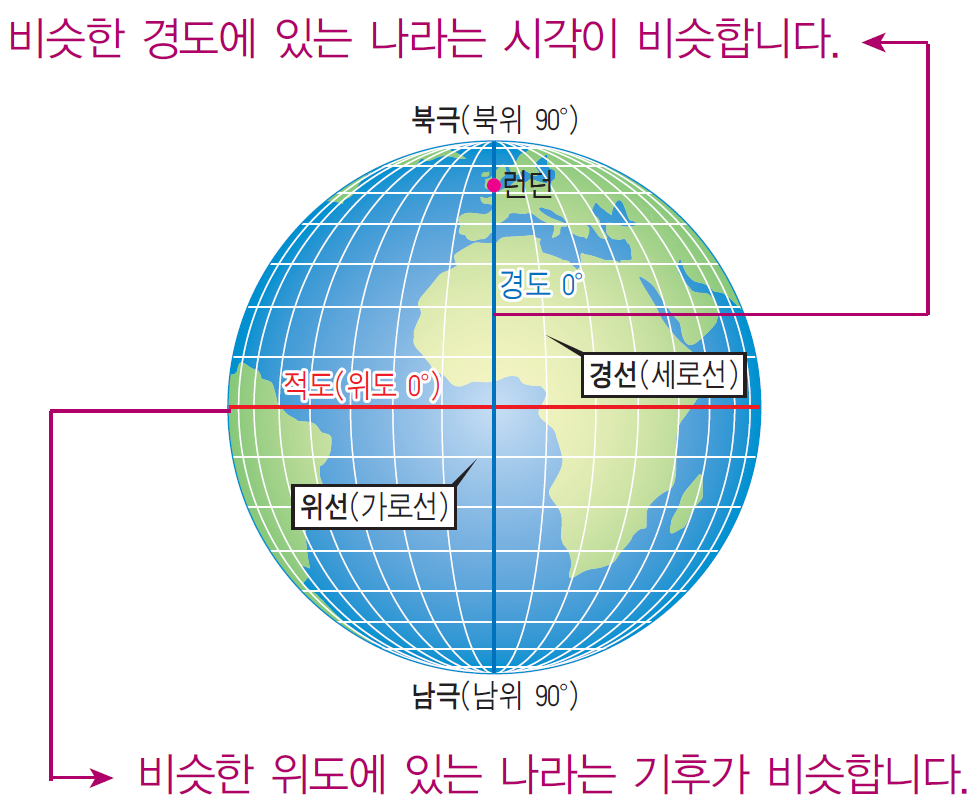 비슷한 경도에 있는 나라는 시각이 비슷합니다.
북극(북위 90°)
런던
경도 0°
경선(세로선)
적도(위도 0°)
위선(가로선)
남극(남위 90°)
비슷한 위도에 있는 나라는 기후가 비슷합니다.